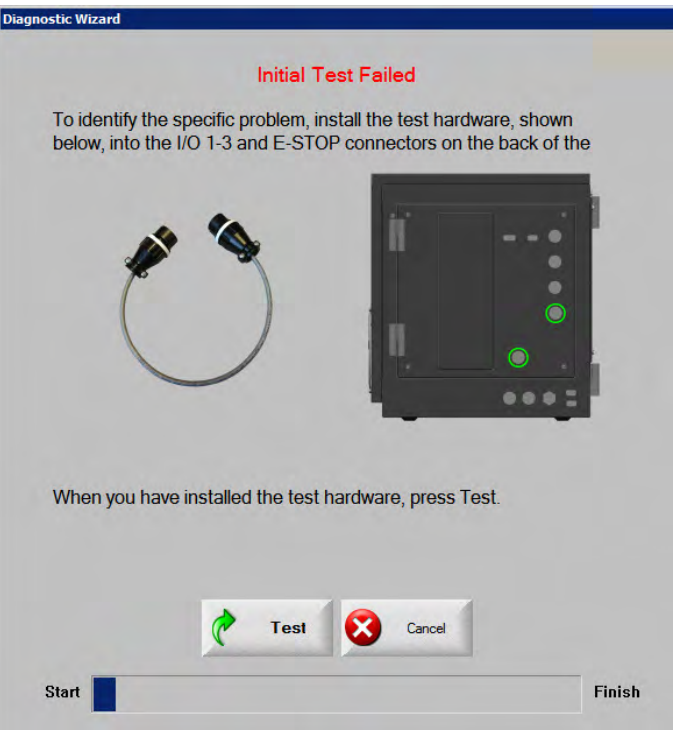 Diagnostic Wizard
Initial Test Failed
To identify the specific problem, install the test hardware, shown
below, into the I/O 1-3 and E-STOP connectors on the back of the
When you have installed the test hardware, press Test.
Test
Cancel
Start
Finish